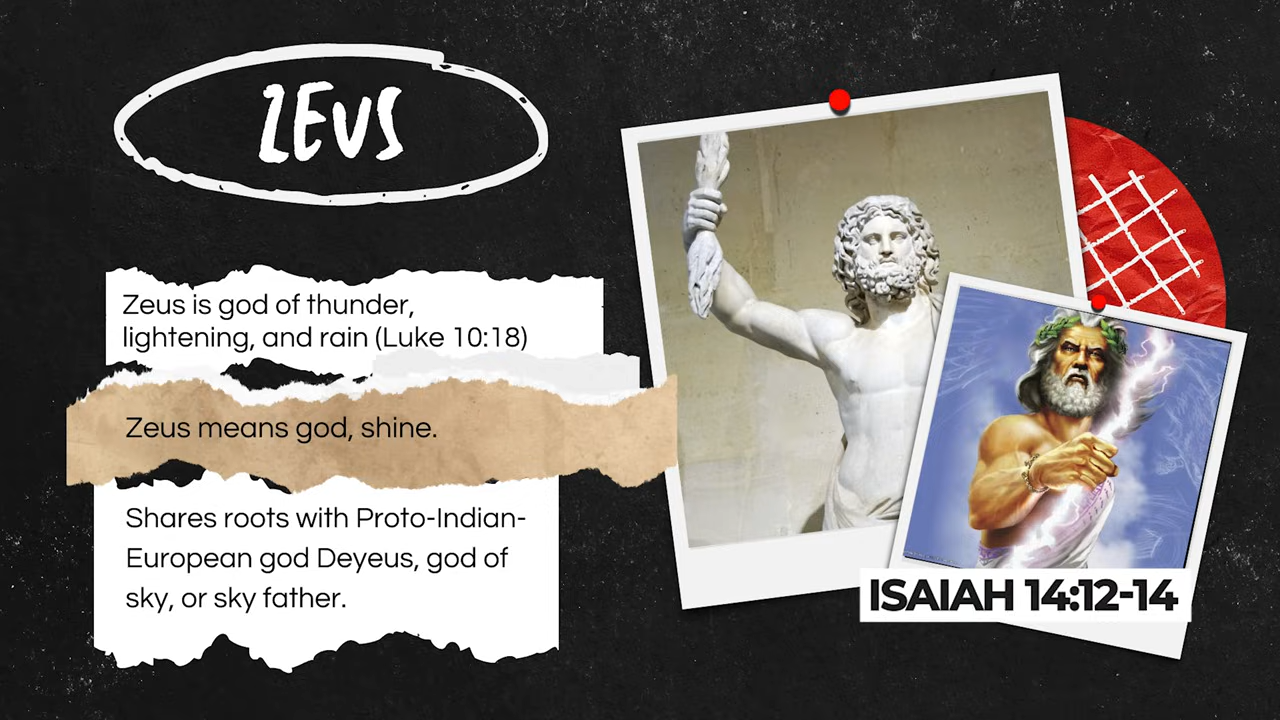 ZEUS
Zeus is god of thunder,
lightening, and rain (Luke 10:18)
Zeus means god, shine.
Shares roots with Proto-Indian-
European god Deyeus, god of
sky, or sky father.
ISAIAH 14:12-14